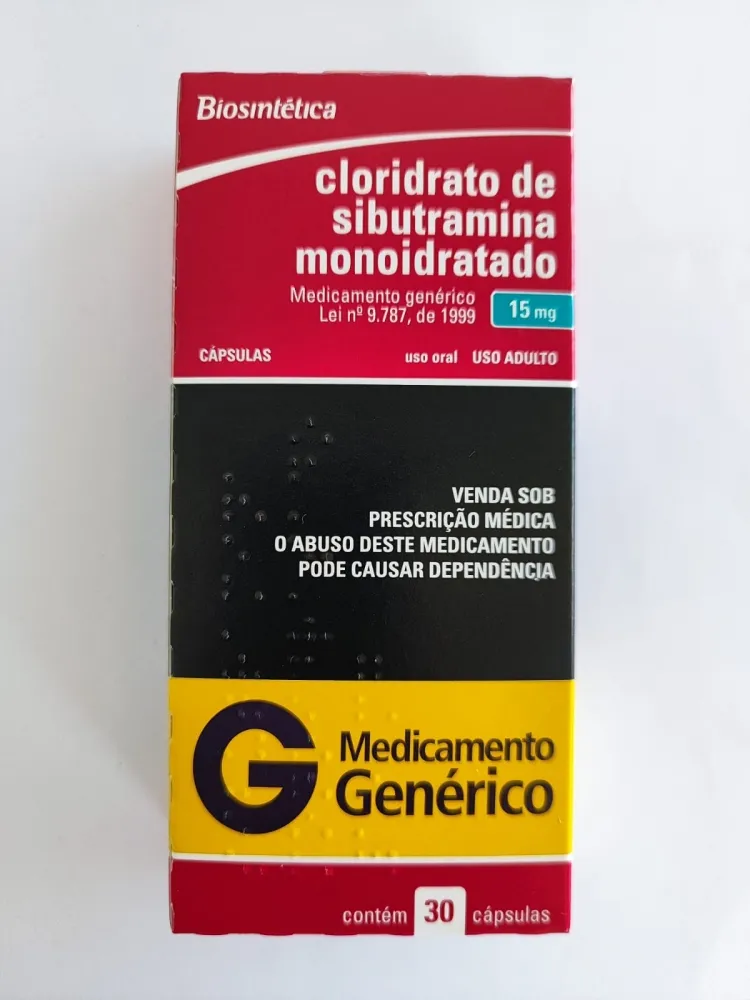 Biosintética
cloridrato de
sibutramina
monoidratado
Medicamento genérico
Lei nº 9.787, de 1999
15 mg
CÁPSULAS
uso oral USO ADULTO
VENDA SOB
PRESCRIÇÃO MÉDICA
O ABUSO DESTE MEDICAMENTO
PODE CAUSAR DEPENDÊNCIA
G
Medicamento
Genérico
contém 30 cápsulas